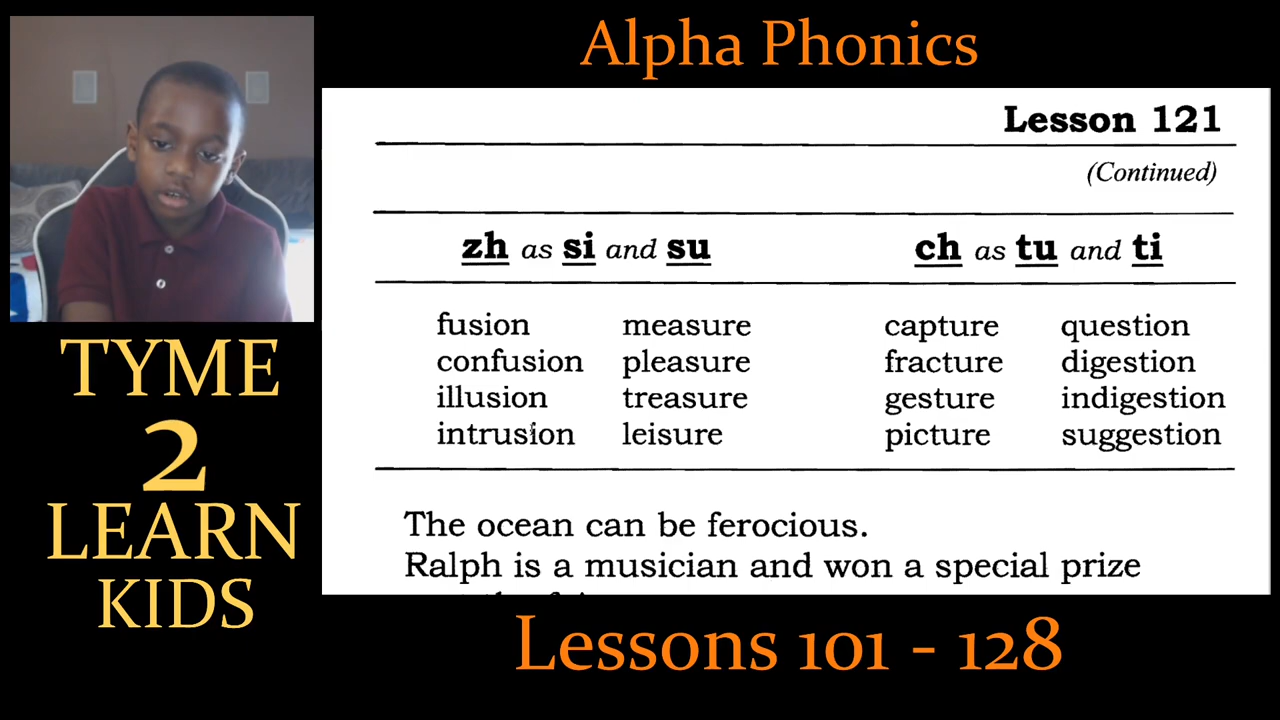 Alpha Phonics
TYME
2
LEARN
KIDS
Lesson 121
(Continued)
zh as si and su
ch as tu and ti
fusion measure capture question
confusion pleasure fracture digestion
illusion treasure gesture indigestion
intrusion leisure picture suggestion
The ocean can be ferocious.
Ralph is a musician and won a special prize
Lessons 101 - 128